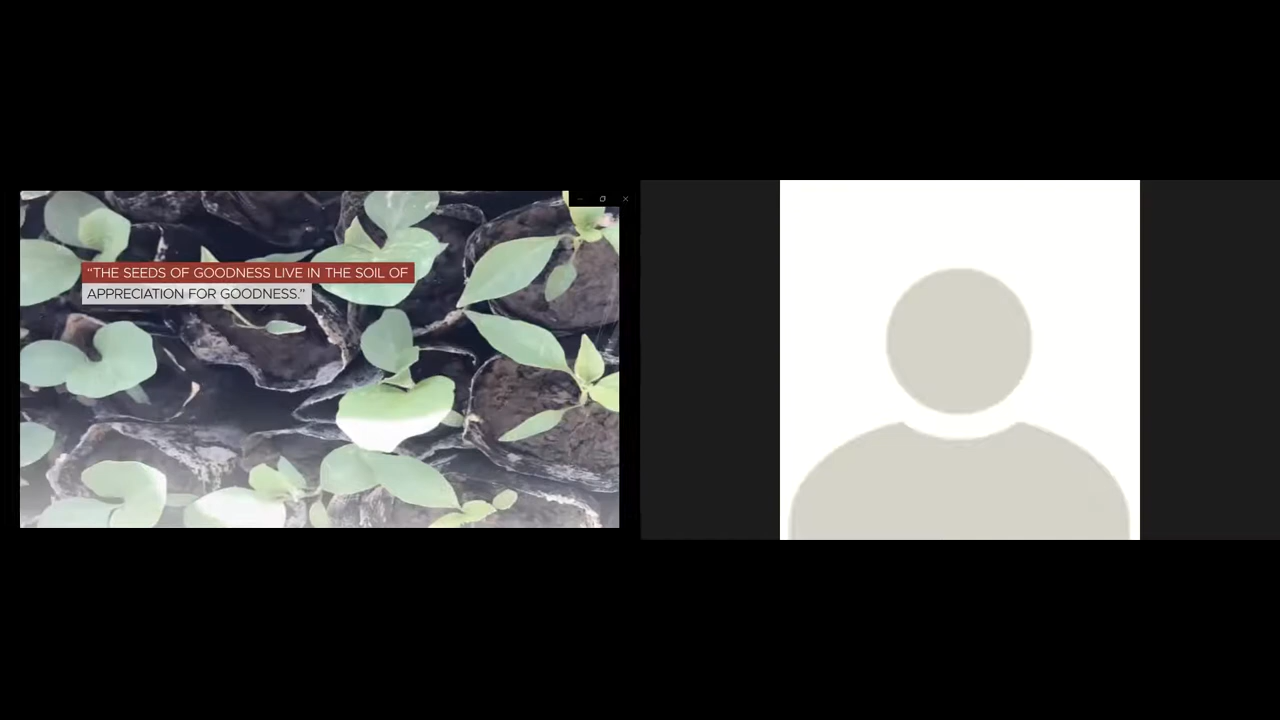 “THE SEEDS OF GOODNESS LIVE IN THE SOIL OF
APPRECIATION FOR GOODNESS.”